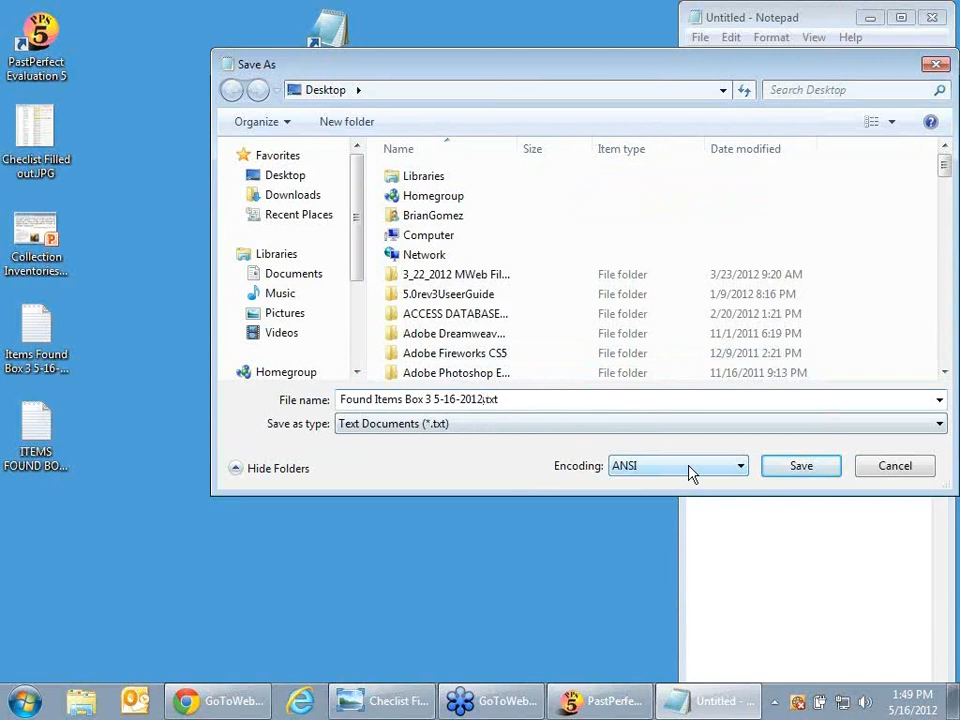 PastPerfect
Evaluation 5
Checlist Filled
out.JPG
Collection
Inventories...
Items Found
Box 3 5-16-...
ITEMS
FOUND BO...
Untitled - Notepad
File Edit Format View Help
Save As
Desktop
Search Desktop
Organize New folder
Name Size Item type Date modified
Favorites
Desktop
Downloads
Recent Places
Libraries
Documents
Music
Pictures
Videos
Homegroup
Libraries
Homegroup
BrianGomez
Computer
Network
3_22_2012 MWeb Fil... File folder 3/23/2012 9:20 AM
5.0rev3UseerGuide File folder 1/9/2012 8:16 PM
ACCESS DATABASE... File folder 2/20/2012 1:21 PM
Adobe Dreamweav... File folder 11/1/2011 6:19 PM
Adobe Fireworks CS5 File folder 12/9/2011 2:21 PM
Adobe Photoshop E... File folder 11/16/2011 9:13 PM
File name: Found Items Box 3 5-16-2012.txt
Save as type: Text Documents (*.txt)
Hide Folders
Encoding: ANSI Save Cancel
GoToWeb... Checlist Fi... GoToWeb... PastPerfe... Untitled - ...
1:49 PM
5/16/2012